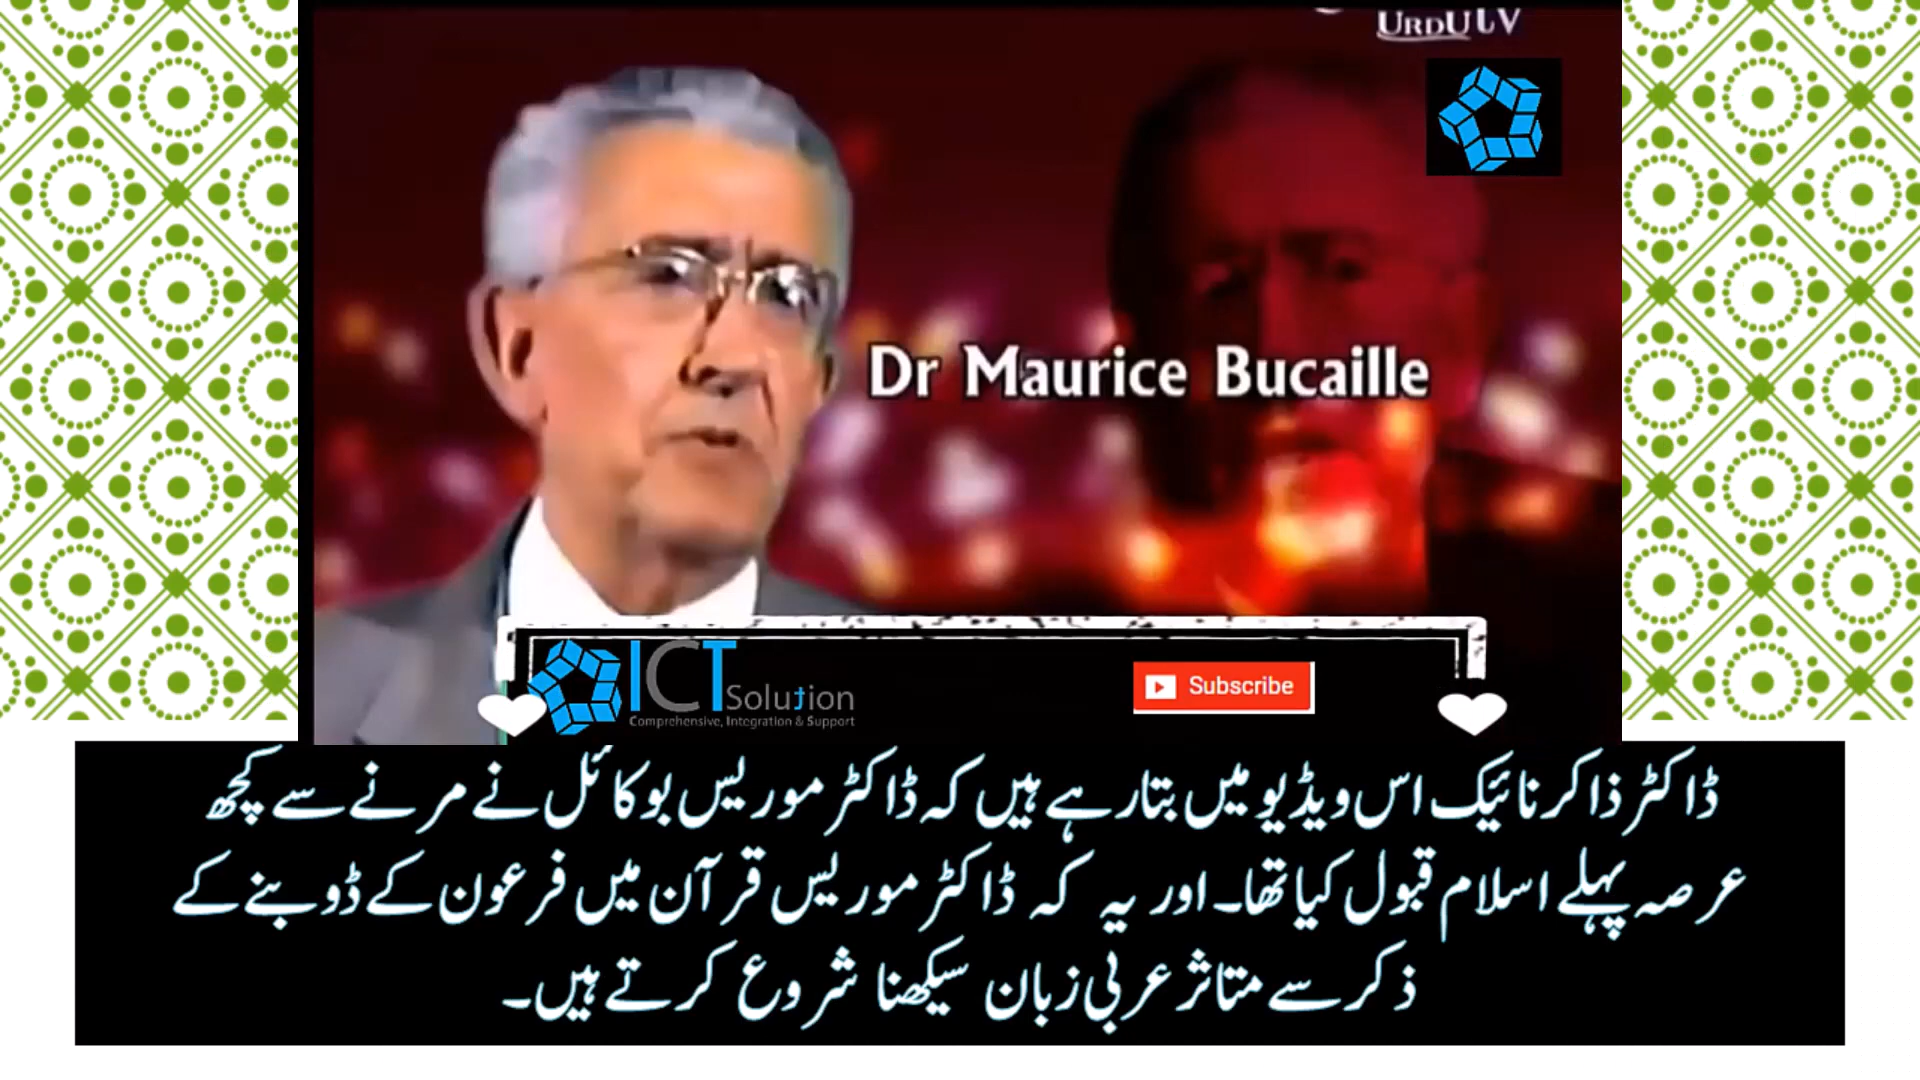 URDU TV
Dr Maurice Bucaille
ICT Solution
Comprehensive, Integration & Support
Subscribe
ڈاکٹر ذاکر نائیک اس ویڈیو میں بتا رہے ہیں کہ ڈاکٹر موریس بوکائل نے مرنے سے کچھ
عرصہ پہلے اسلام قبول کیا تھا۔ اور یہ کہ ڈاکٹر موریس قرآن میں فرعون کے ڈوبنے کے
ذکر سے متاثر عربی زبان سیکھنا شروع کرتے ہیں۔